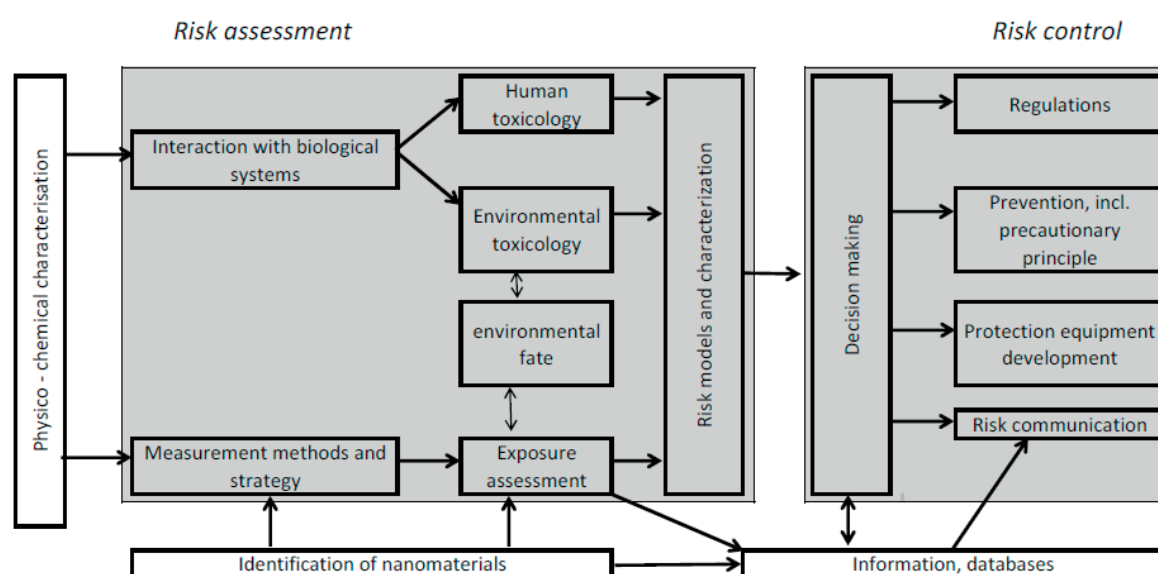 Risk assessment
Risk control
Physico - chemical characterisation
Interaction with biological
systems
Human
toxicology
Environmental
toxicology
environmental
fate
Measurement methods and
strategy
Exposure
assessment
Risk models and characterization
Decision making
Regulations
Prevention, incl.
precautionary
principle
Protection equipment
development
Risk communication
Identification of nanomaterials
Information, databases